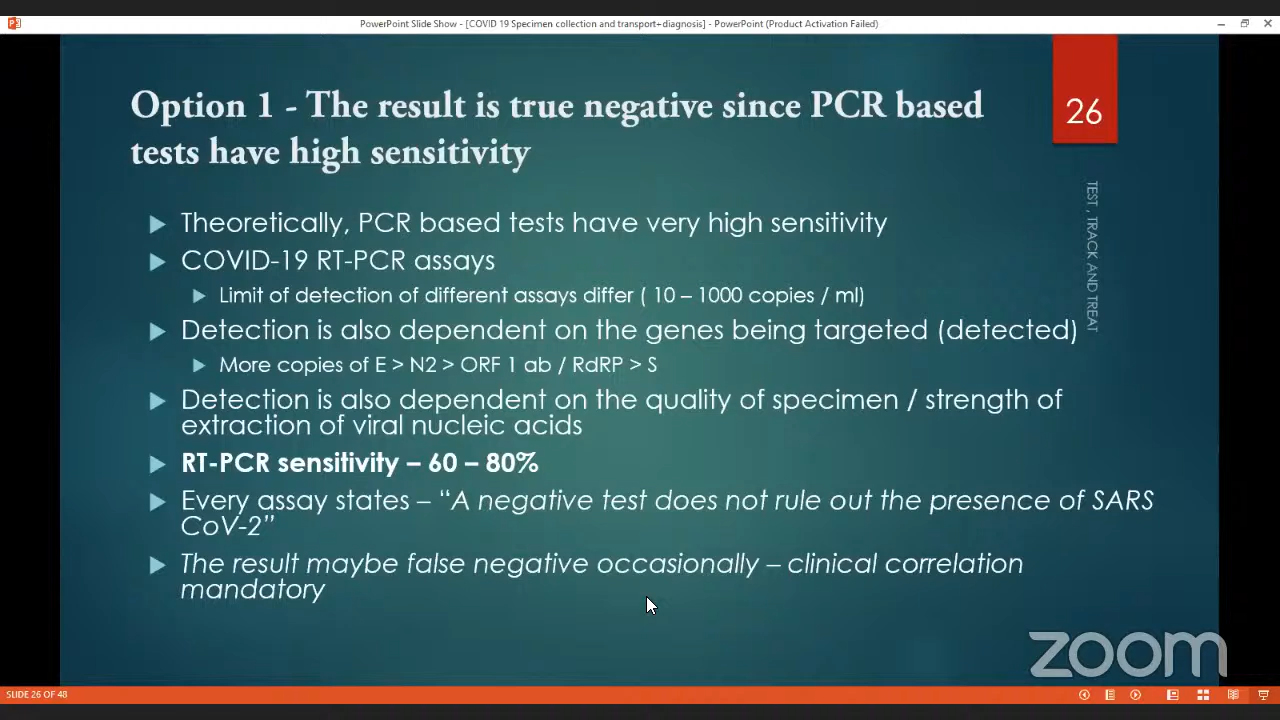 PowerPoint Slide Show - [COVID 19 Specimen collection and transport+diagnosis] - PowerPoint (Product Activation Failed)
Option 1 - The result is true negative since PCR based
tests have high sensitivity
26
TEST, TRACK AND TREAT
Theoretically, PCR based tests have very high sensitivity
COVID-19 RT-PCR assays
Limit of detection of different assays differ ( 10 – 1000 copies / ml)
Detection is also dependent on the genes being targeted (detected)
More copies of E > N2 > ORF 1 ab / RdRP > S
Detection is also dependent on the quality of specimen / strength of
extraction of viral nucleic acids
RT-PCR sensitivity – 60 – 80%
Every assay states – “A negative test does not rule out the presence of SARS
CoV-2”
The result maybe false negative occasionally – clinical correlation
mandatory
zoom
SLIDE 26 OF 48